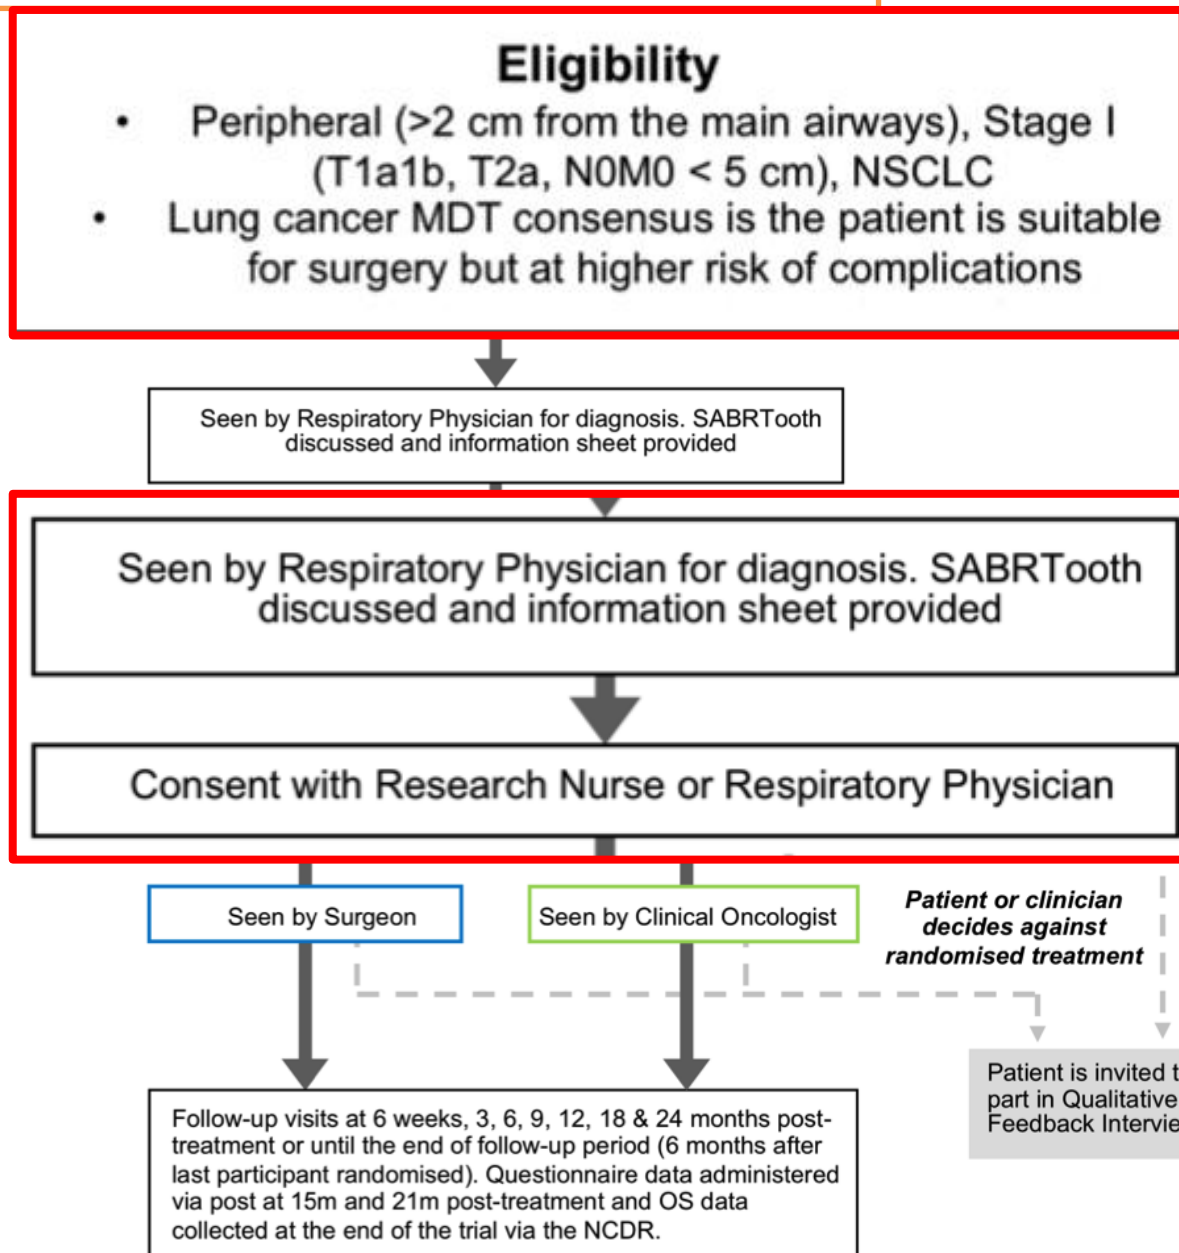 Eligibility
• Peripheral (>2 cm from the main airways), Stage I
(T1a1b, T2a, N0M0 < 5 cm), NSCLC
• Lung cancer MDT consensus is the patient is suitable
for surgery but at higher risk of complications
Seen by Respiratory Physician for diagnosis. SABRTooth
discussed and information sheet provided
Seen by Respiratory Physician for diagnosis. SABRTooth
discussed and information sheet provided
Consent with Research Nurse or Respiratory Physician
Seen by Surgeon
Seen by Clinical Oncologist
Patient or clinician
decides against
randomised treatment
Patient is invited
part in Qualitative
Feedback
Follow-up visits at 6 weeks, 3, 6, 9, 12, 18 & 24 months post-
treatment or until the end of follow-up period (6 months after
last participant randomised). Questionnaire data administered
via post at 15m and 21m post-treatment and OS data
collected at the end of the trial via the NCDR.